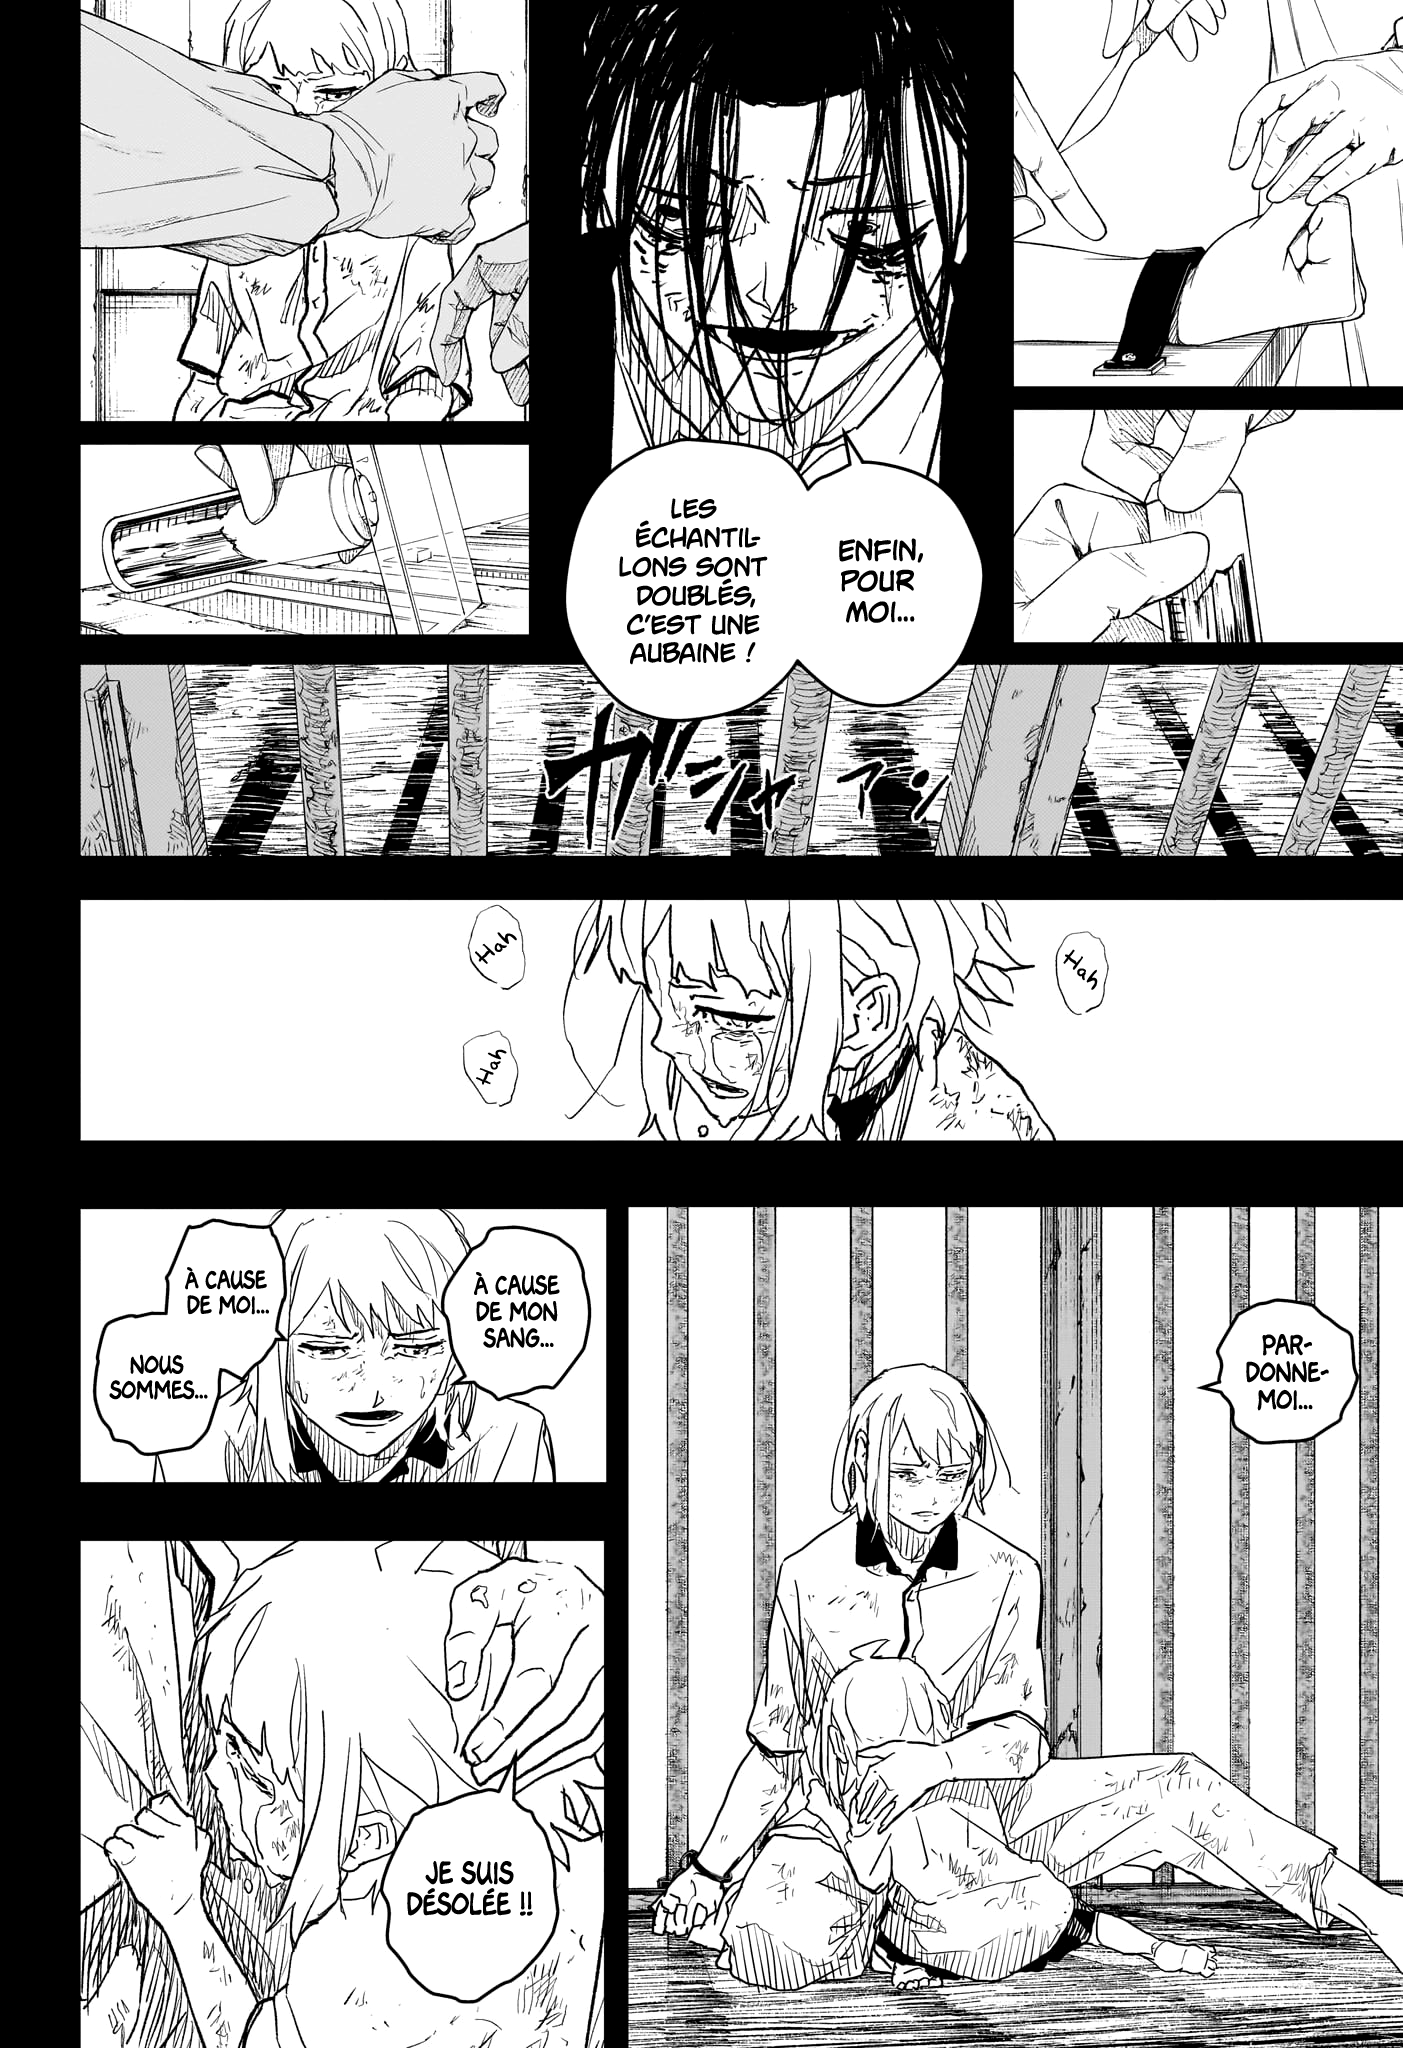 ENFIN,
POUR
MOI...
LES
ÉCHANTIL-
LONS SONT
DOUBLÉS,
C'EST UNE
AUBAINE !
ガシャアン
Hah
Hah
Hah
PAR-
DONNE-
MOI...
À CAUSE
DE MON
SANG...
À CAUSE
DE MOI...
NOUS
SOMMES...
JE SUIS
DÉSOLÉE !!